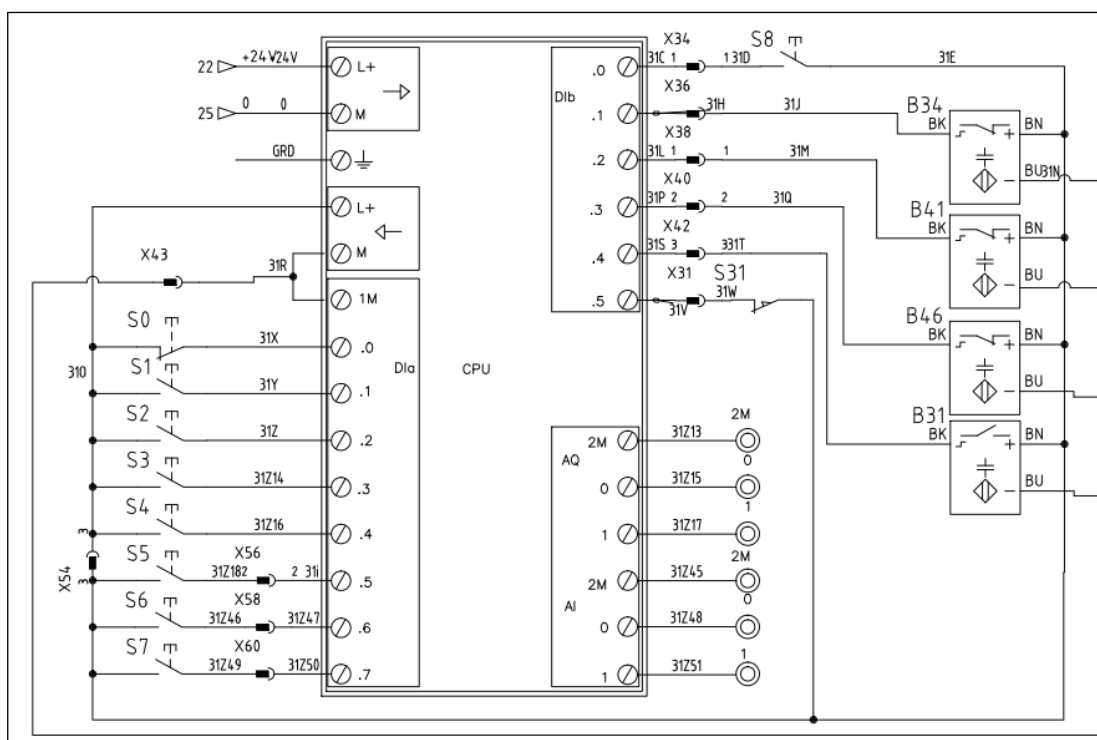 X34 S8
+24V 24V 31C 1 1 31D 31E
22 L+ .0
DIb X36
0 0 31H 31J B34
25 M .1 BK BN
X38
GRD 31L 1 1 31M
.2 BU 31N
X40
L+ 31P 2 2 31Q B41
.3 BK BN
X42
X43 31R M 31S 3 331T
.4 BU
X31 S31
1M .5 31V 31W B46
S0 31X BK BN
.0
310 S1 DIa CPU
31Y .1 BU
S2 2M B31
31Z .2 2M 31Z13 BK BN
AQ 0
S3 31Z14 .3 0 31Z15 BU
1
S4 31Z16 .4 1 31Z17
3 2M
X54 S5 X56
3 31Z182 2 31i .5 2M 31Z45
0
S6 X58 AI
31Z46 31Z47 .6 0 31Z48
S7 X60 1
31Z49 31Z50 .7 1 31Z51